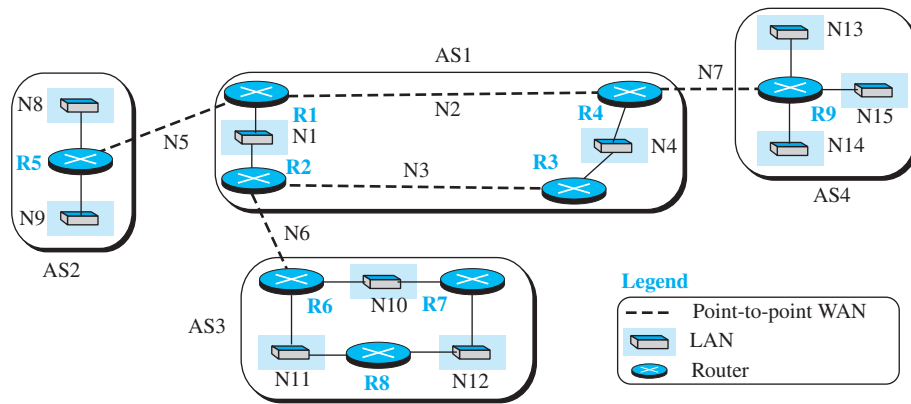 AS1
N13
N7
N8
N5
R1
N2
R4
R9
N15
N1
R5
R2
N3
R3
N4
N14
N9
AS4
N6
AS2
R6
N10
R7
AS3
N11
R8
N12
Legend
Point-to-point WAN
LAN
Router